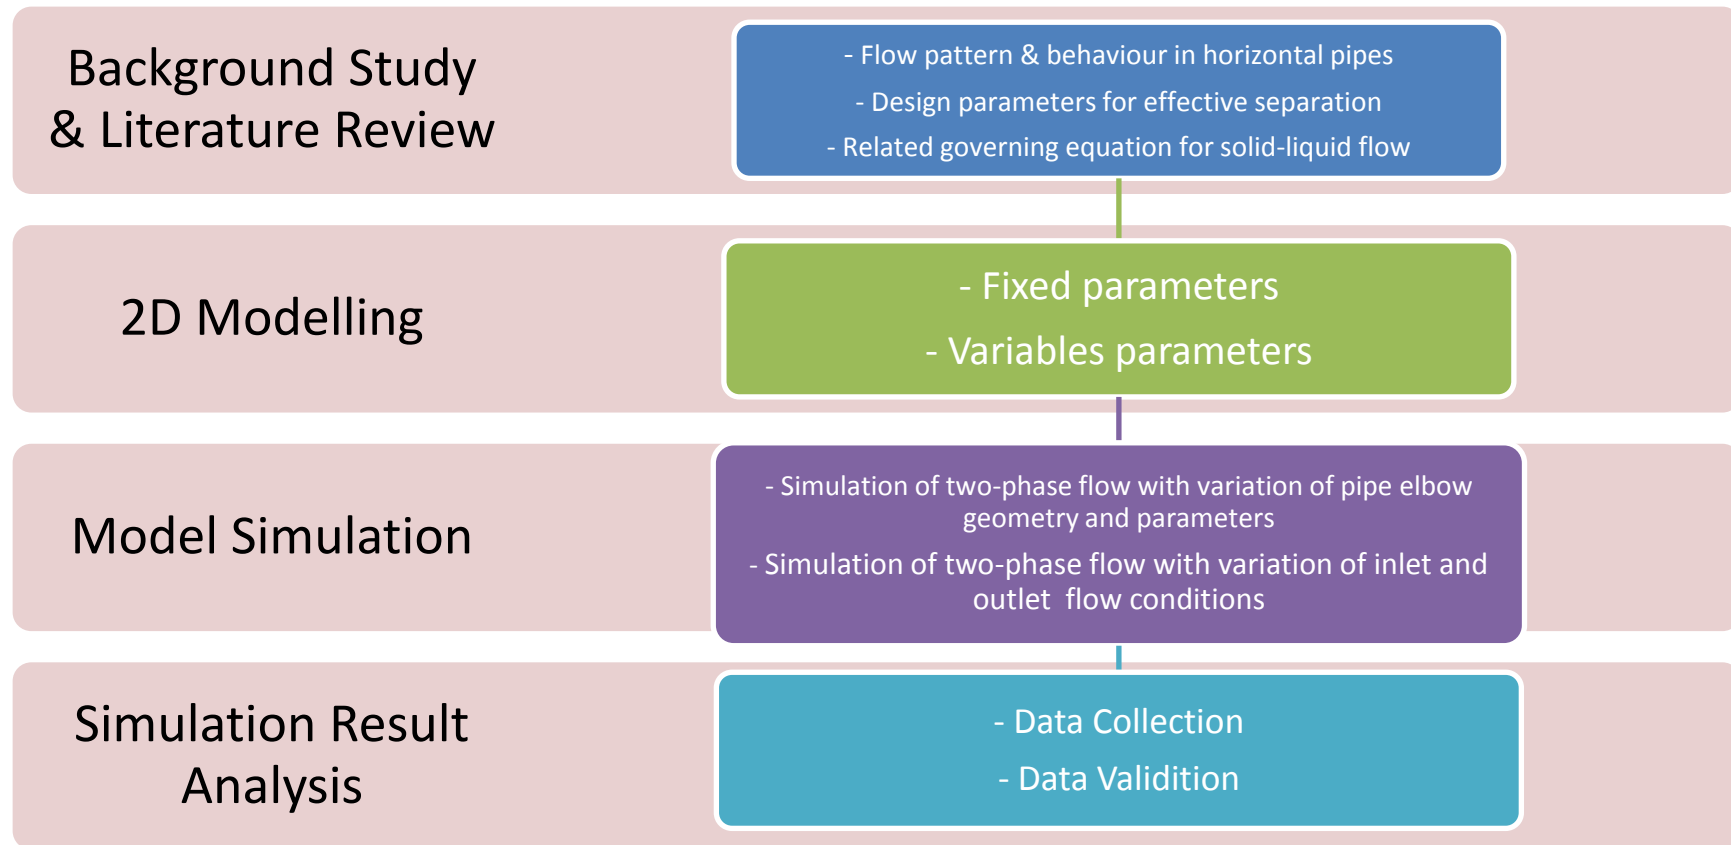 Background Study
& Literature Review
- Flow pattern & behaviour in horizontal pipes
- Design parameters for effective separation
- Related governing equation for solid-liquid flow
2D Modelling
- Fixed parameters
- Variables parameters
Model Simulation
- Simulation of two-phase flow with variation of pipe elbow
geometry and parameters
- Simulation of two-phase flow with variation of inlet and
outlet flow conditions
Simulation Result
Analysis
- Data Collection
- Data Validition